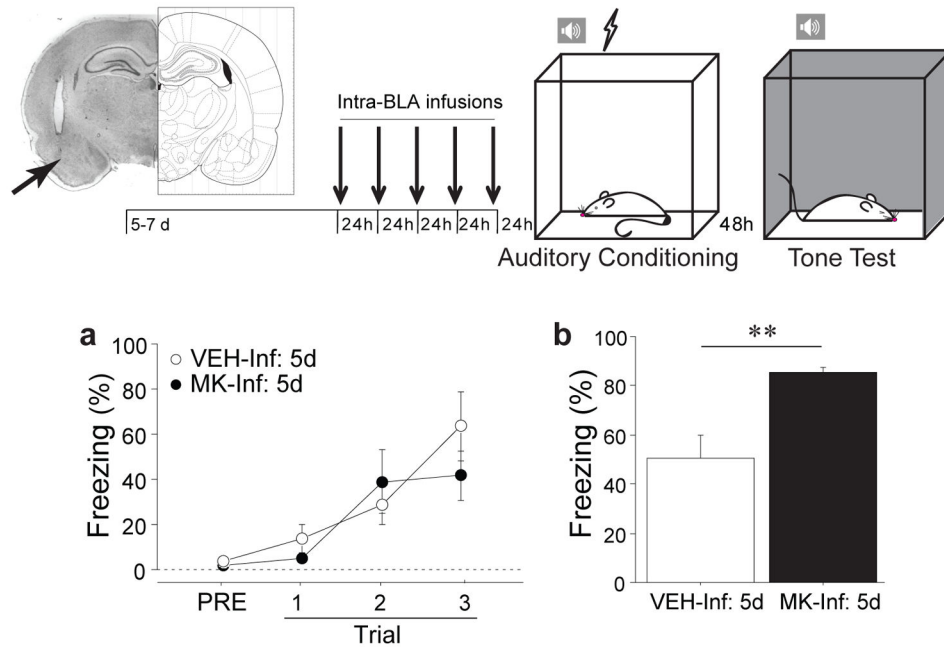 Intra-BLA infusions
5-7 d
24h 24h 24h 24h 24h
48h
Auditory Conditioning
Tone Test
a
100
80
60
40
20
0
Freezing (%)
VEH-Inf: 5d
MK-Inf: 5d
PRE 1 2 3
Trial
b
**
100
80
60
40
20
0
Freezing (%)
VEH-Inf: 5d MK-Inf: 5d